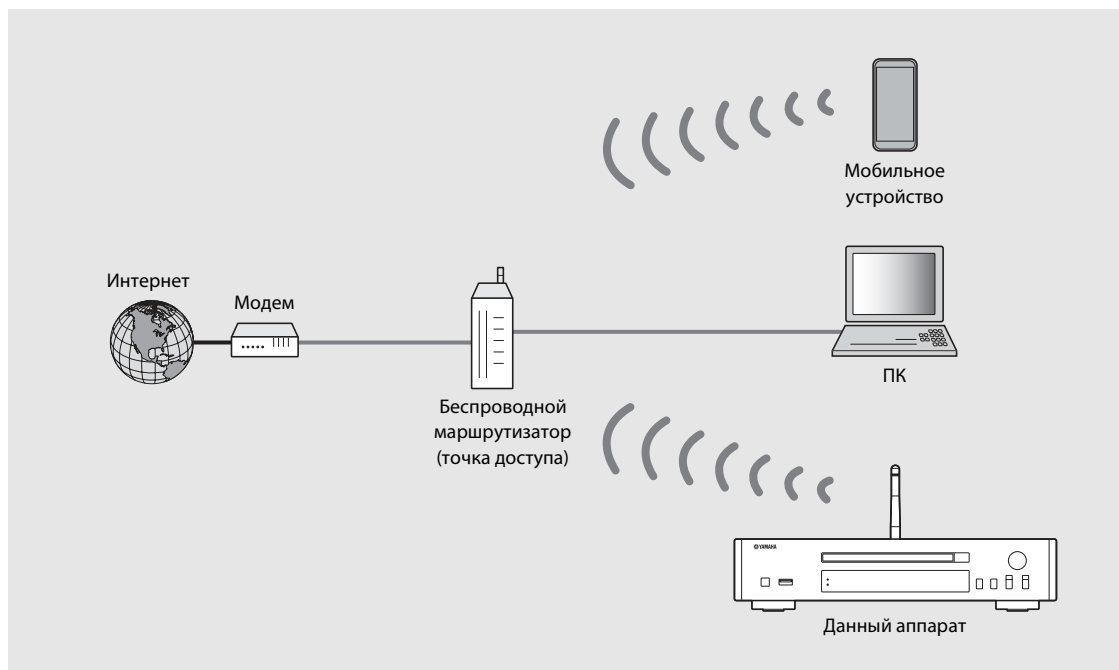 Мобильное
устройство
Интернет
Модем
ПК
Беспроводной
маршрутизатор
(точка доступа)
YAMAHA
Данный аппарат